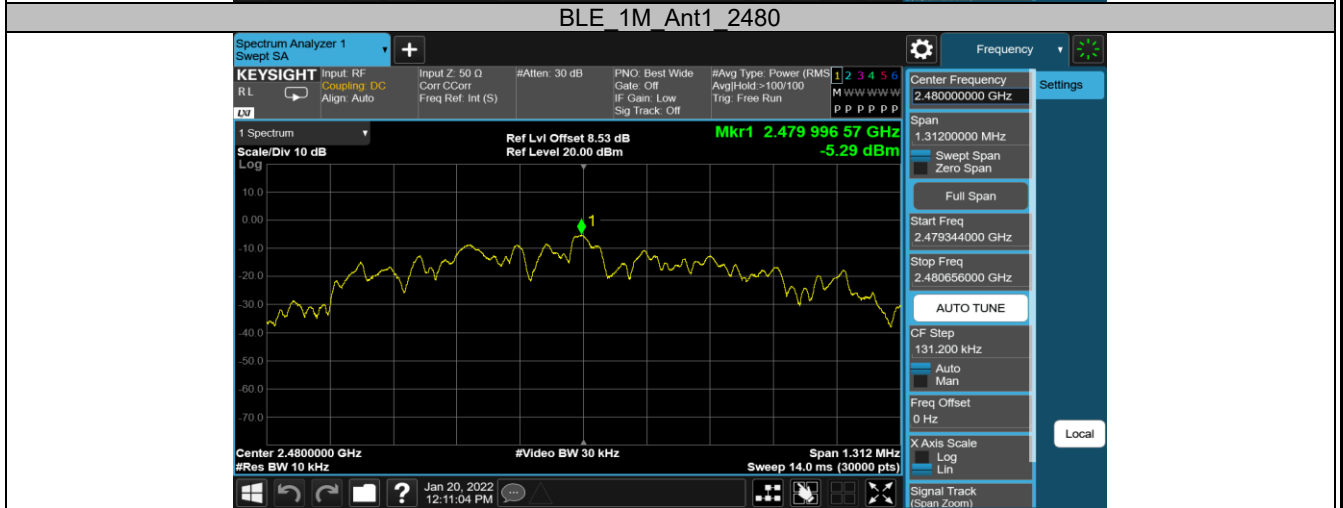 BLE_1M_Ant1_2480
Spectrum Analyzer 1
Swept SA
Frequency
KEYSIGHT
RL
LXI
Input: RF
Coupling: DC
Align: Auto
Input Z: 50 Ω
Corr CCorr
Freq Ref: Int (S)
#Atten: 30 dB
PNO: Best Wide
Gate: Off
IF Gain: Low
Sig Track: Off
#Avg Type: Power (RMS
Avg|Hold:>100/100
Trig: Free Run
1 2 3 4 5 6
M W W W W W
P P P P P P
Center Frequency
2.480000000 GHz
Settings
1 Spectrum
Scale/Div 10 dB
Log
Ref Lvl Offset 8.53 dB
Ref Level 20.00 dBm
Mkr1 2.479 996 57 GHz
-5.29 dBm
10.0
0.00
-10.0
-20.0
-30.0
-40.0
-50.0
-60.0
-70.0
1
Center 2.4800000 GHz
#Res BW 10 kHz
#Video BW 30 kHz
Span 1.312 MHz
Sweep 14.0 ms (30000 pts)
Span
1.31200000 MHz
Swept Span
Zero Span
Full Span
Start Freq
2.479344000 GHz
Stop Freq
2.480656000 GHz
AUTO TUNE
CF Step
131.200 kHz
Auto
Man
Freq Offset
0 Hz
X Axis Scale
Log
Lin
Signal Track
(Span Zoom)
Local
?
Jan 20, 2022
12:11:04 PM